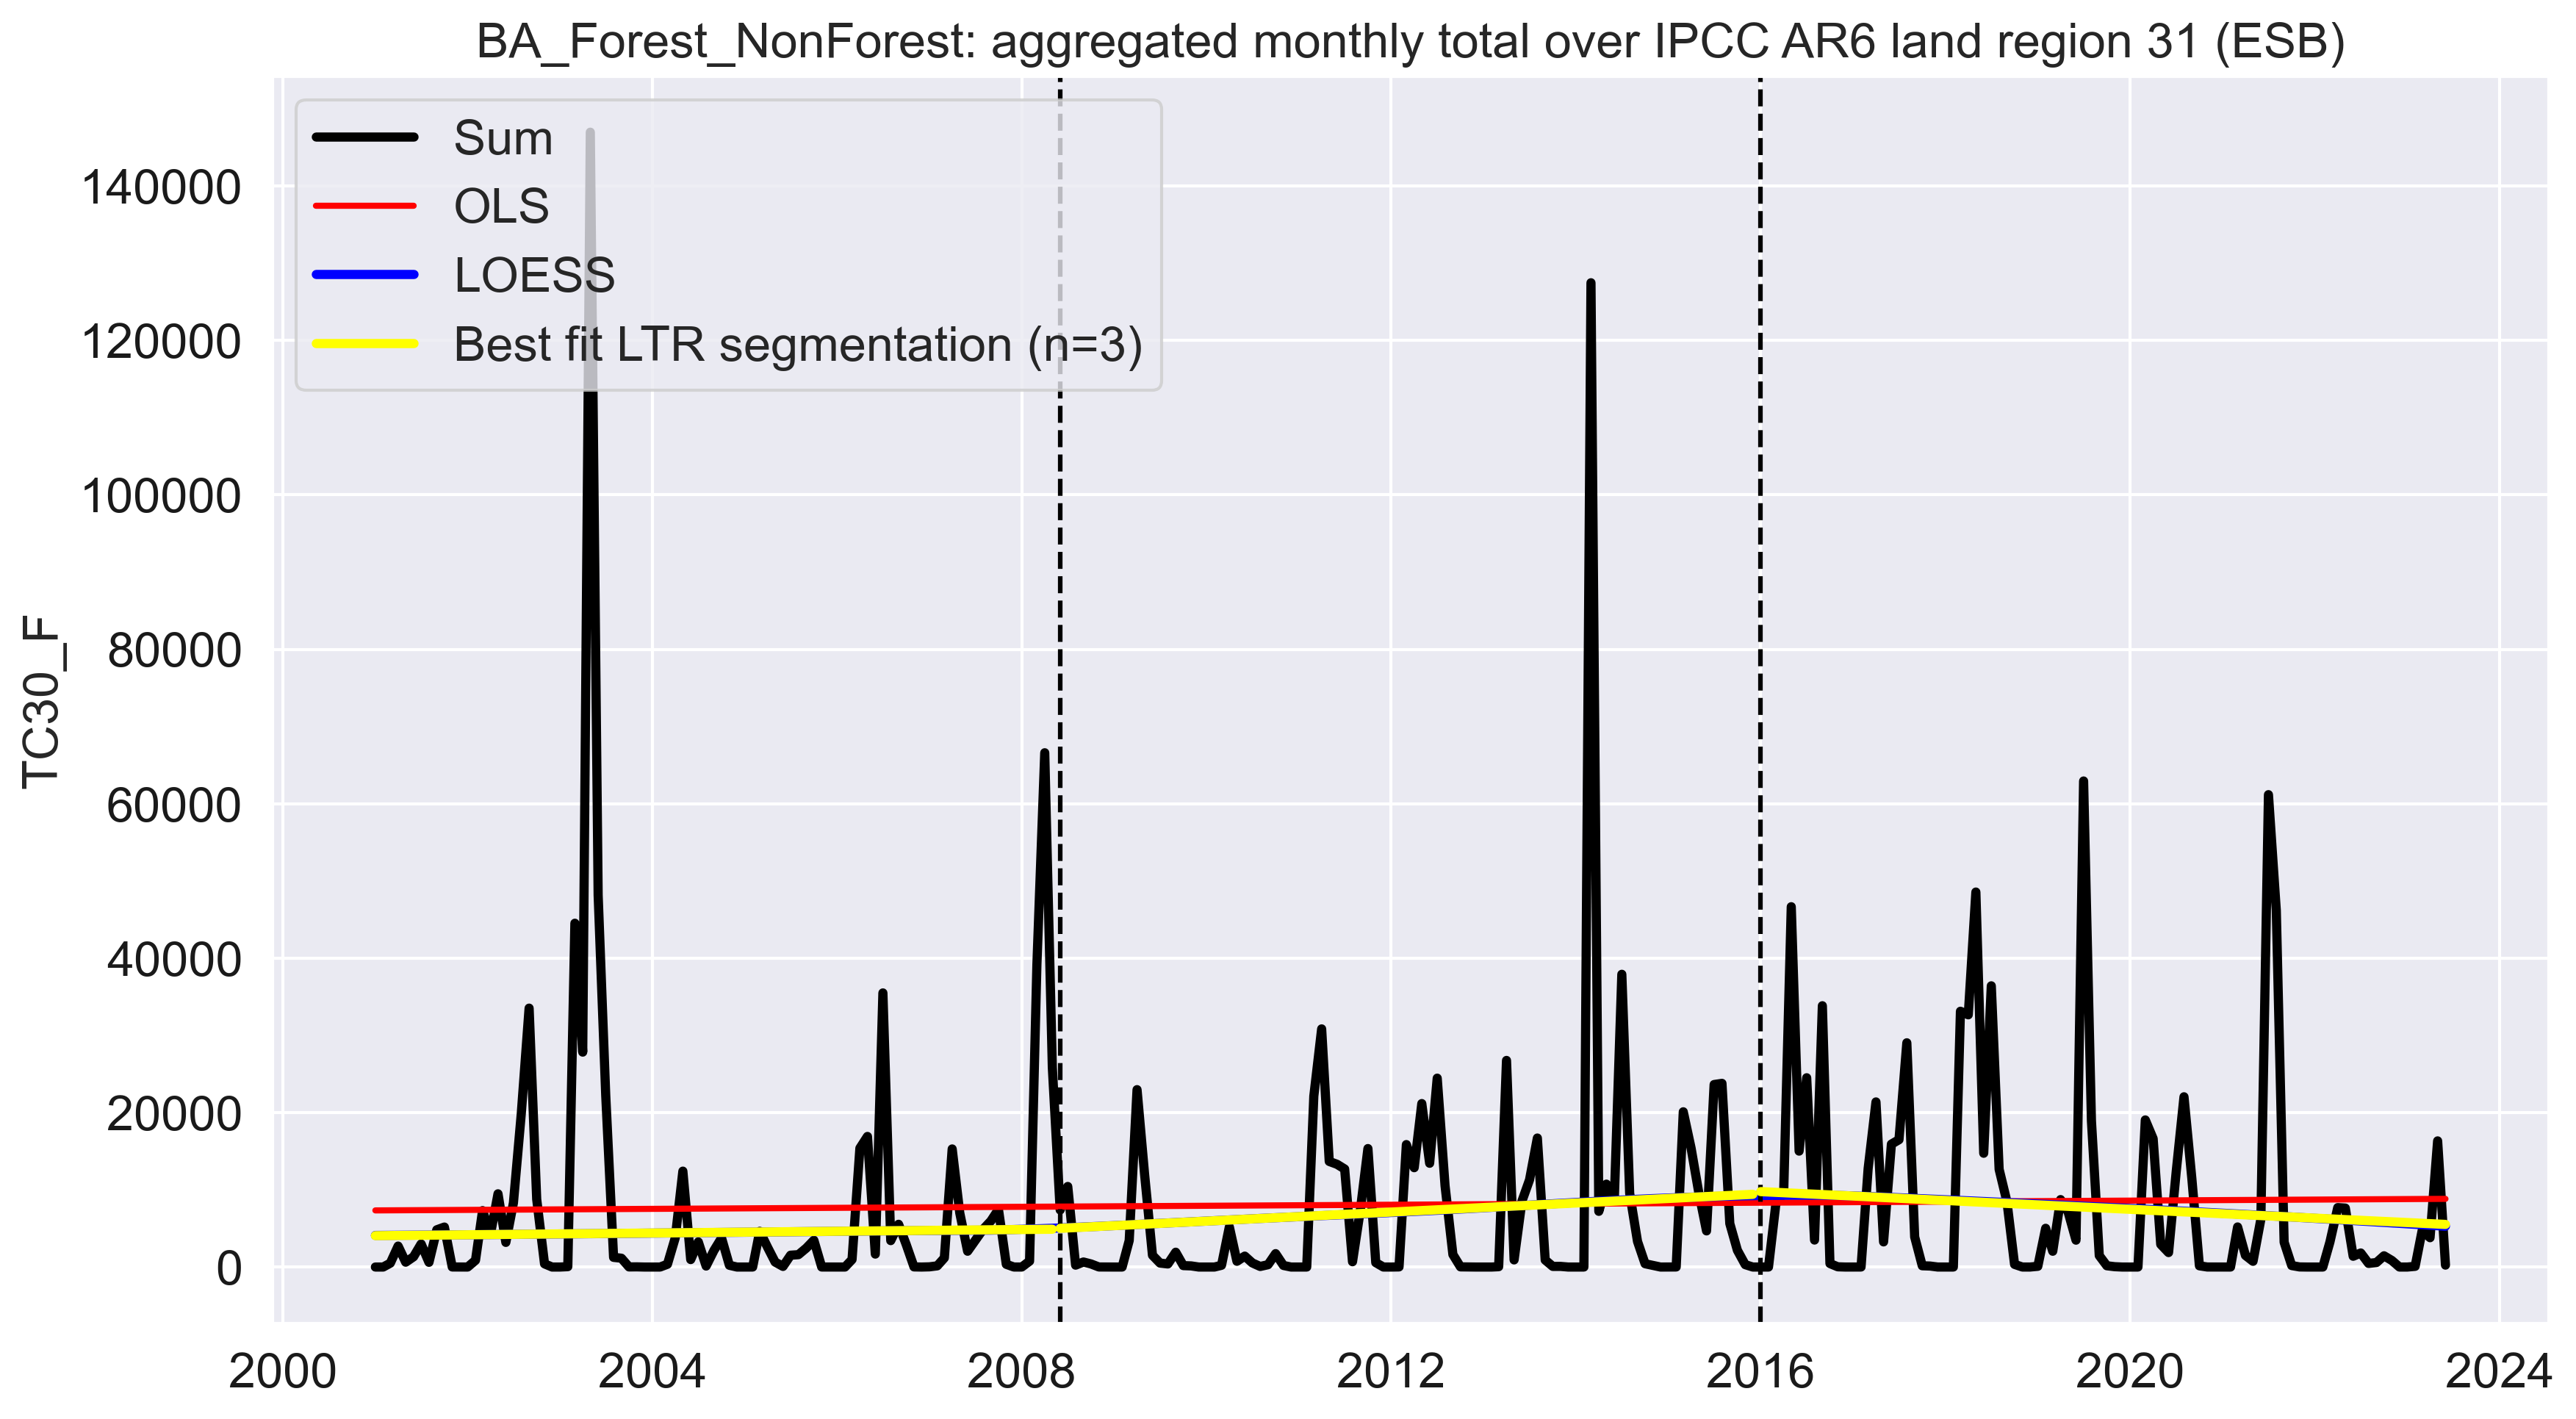 BA_Forest_NonForest: aggregated monthly total over IPCC AR6 land region 31 (ESB)
Sum
OLS
LOESS
Best fit LTR segmentation (n=3)
TC30_F
140000
120000
100000
80000
60000
40000
20000
0
2000 2004 2008 2012 2016 2020 2024